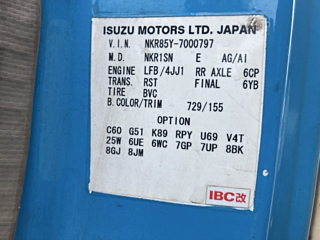 ISUZU MOTORS LTD. JAPAN
V.I.N. NKR85Y-7000797
M.D. NKR1SN E AG/AI
ENGINE LFB/4JJ1 RR AXLE 6CP
TRANS. RST FINAL 6YB
TIRE BVC
B.COLOR/TRIM 729/155
OPTION
C60 G51 K89 RPY U69 V4T
25W 6UE 6WC 7GP 7UP 8BK
8GJ 8JM
IBC改